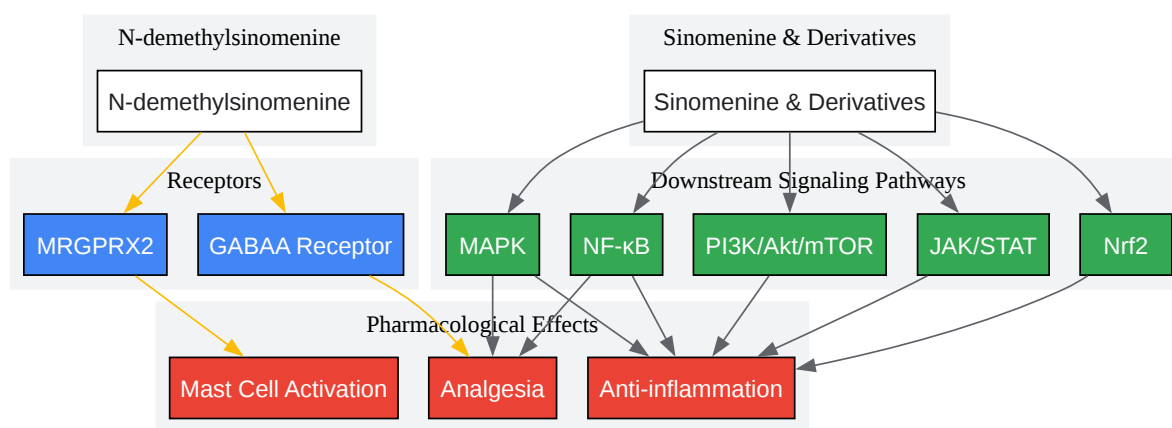 N-demethylsinomenine
Sinomenine & Derivatives
N-demethylsinomenine
Sinomenine & Derivatives
Receptors
Downstream Signaling Pathways
MRGPRX2
GABAA Receptor
MAPK
NF-κB
PI3K/Akt/mTOR
JAK/STAT
Nrf2
Pharmacological Effects
Mast Cell Activation
Analgesia
Anti-inflammation